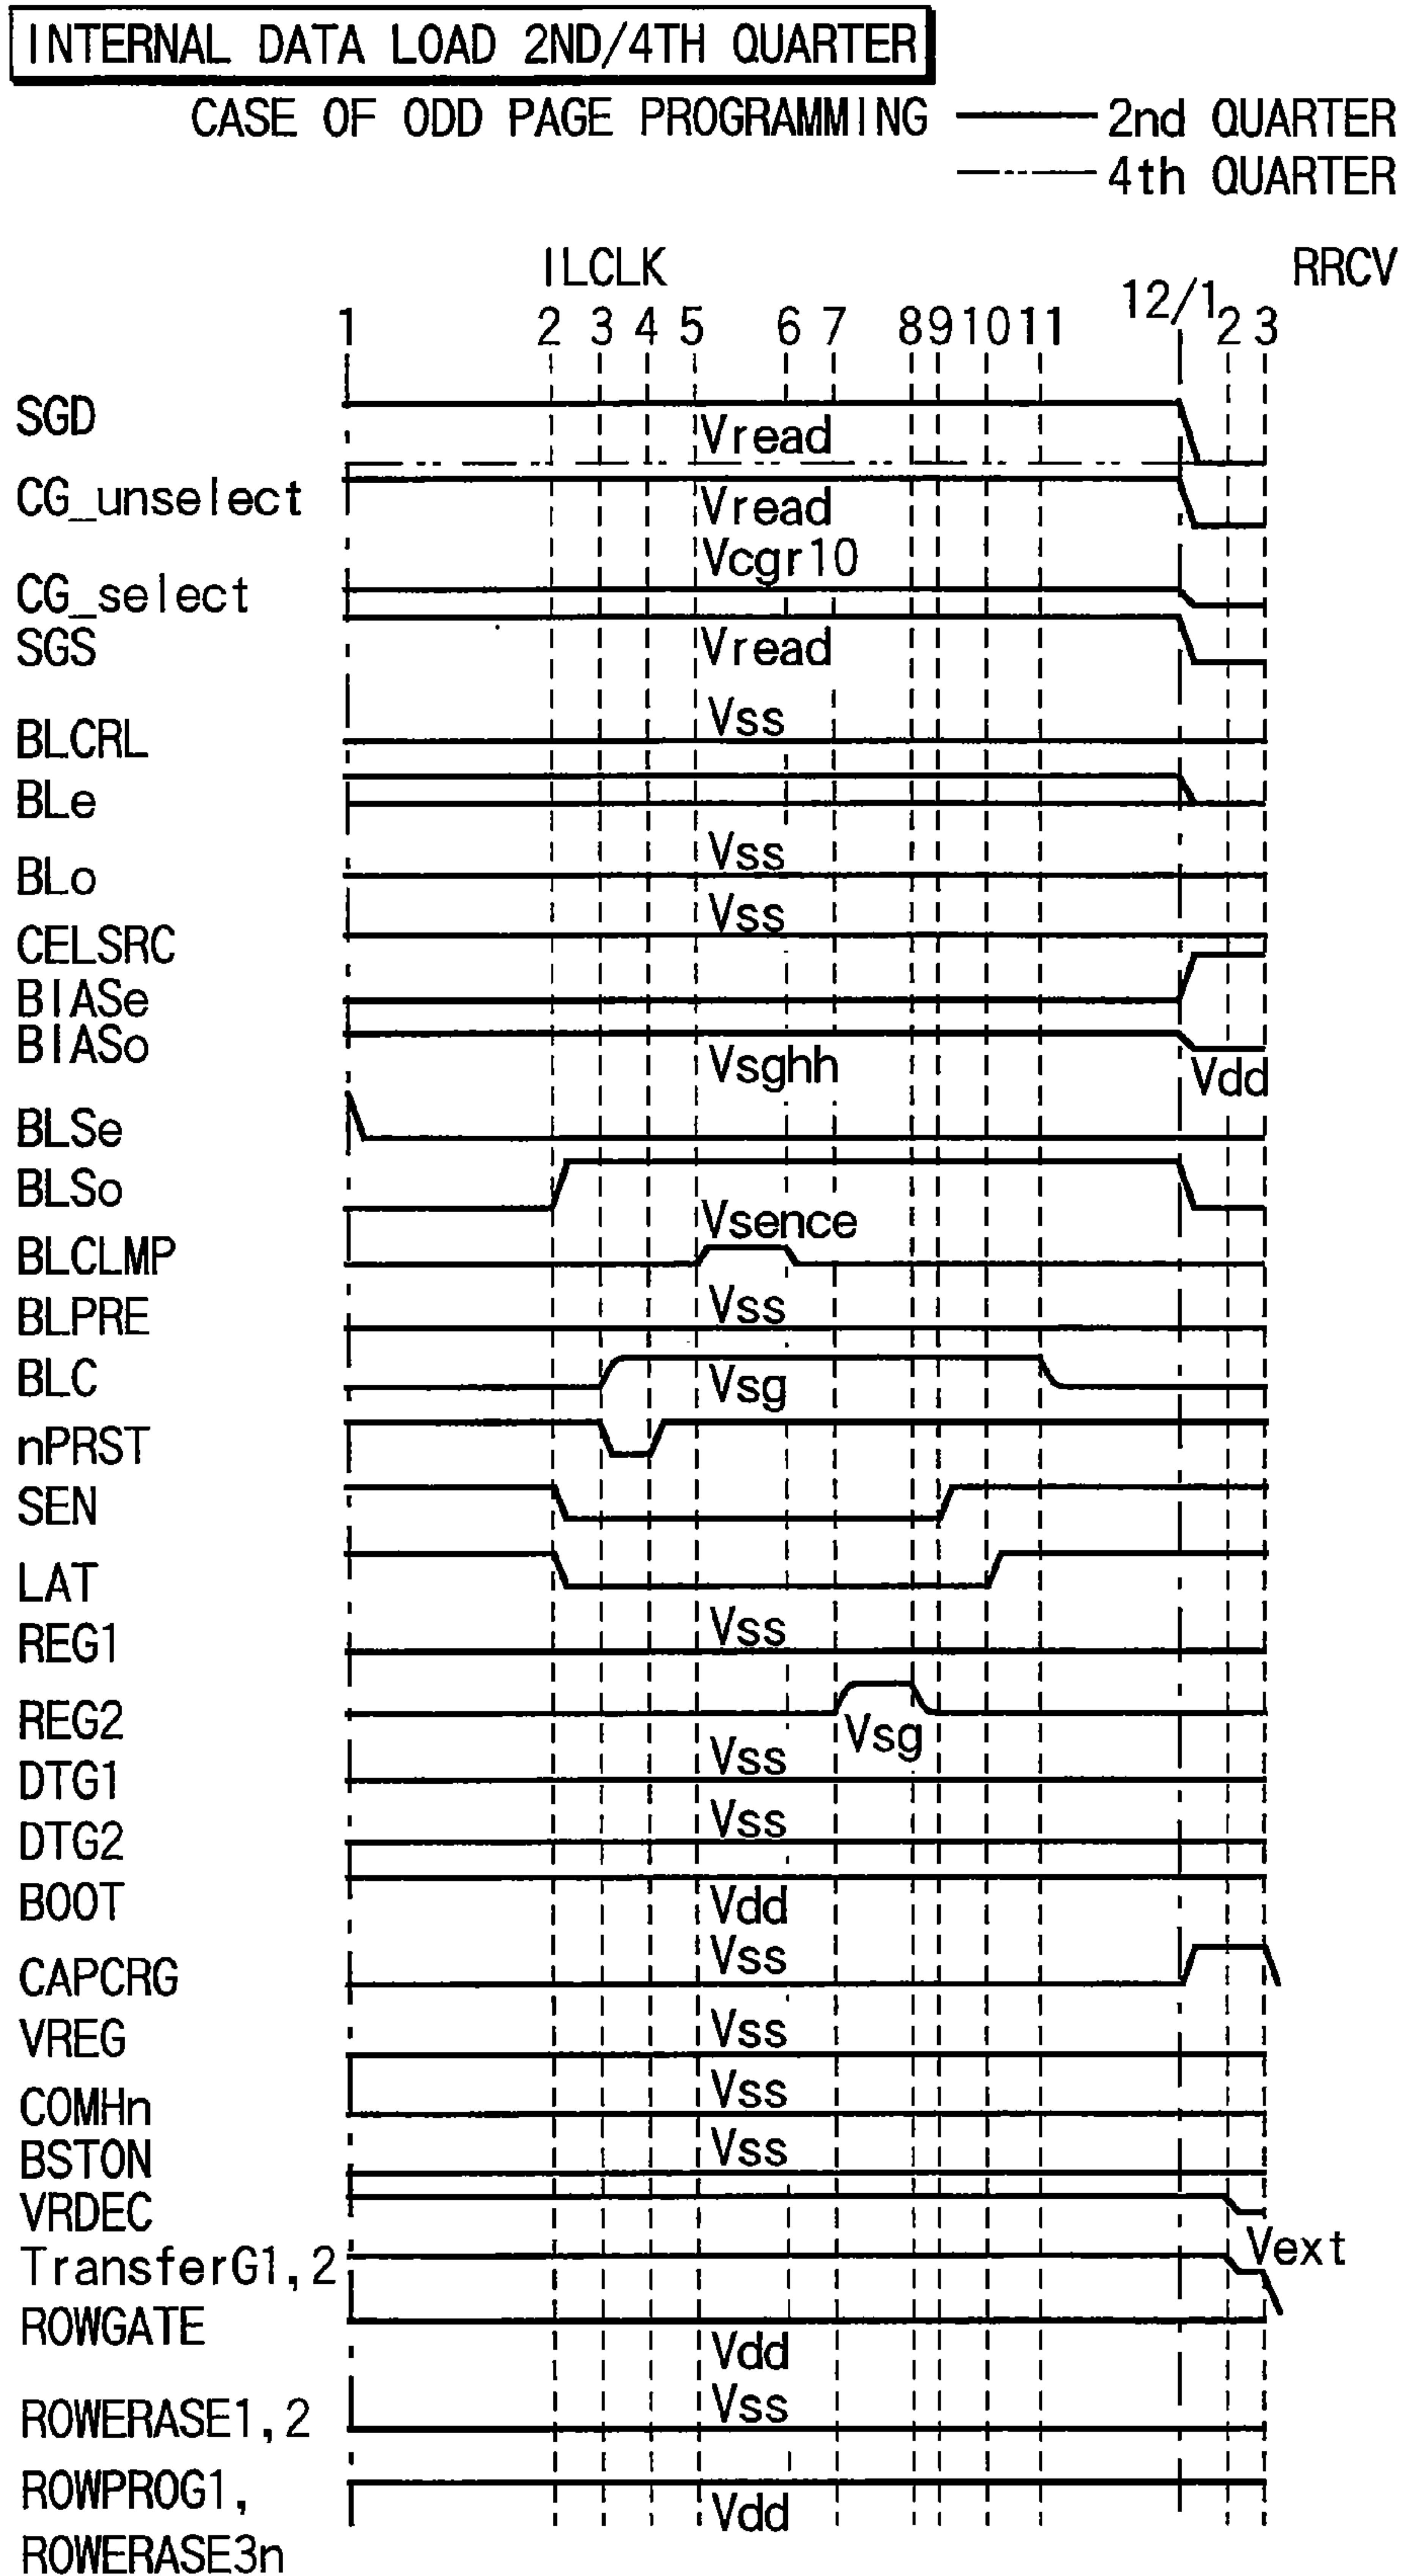 INTERNAL DATA LOAD 2ND/4TH QUARTER
CASE OF ODD PAGE PROGRAMMING
2nd QUARTER
4th QUARTER
ILCLK
RRCV
1 2 3 4 5 6 7 8 9 10 11 12/1 2 3
SGD
Vread
CG_unselect
Vread
Vcgr10
CG_select
SGS
Vread
Vss
BLCRL
BLe
Vss
BLo
Vss
CELSRC
BIASe
BIASo
Vsghh
Vdd
BLSe
BLSo
Vsence
BLCLMP
Vss
BLPRE
BLC
Vsg
nPRST
SEN
LAT
Vss
REG1
REG2
Vsg
Vss
DTG1
Vss
DTG2
BOOT
Vdd
Vss
CAPCRG
Vss
VREG
Vss
COMHn
Vss
BSTON
VRDEC
Vext
TransferG1,2
ROWGATE
Vdd
Vss
ROWERASE1,2
ROWPROG1,
Vdd
ROWERASE3n